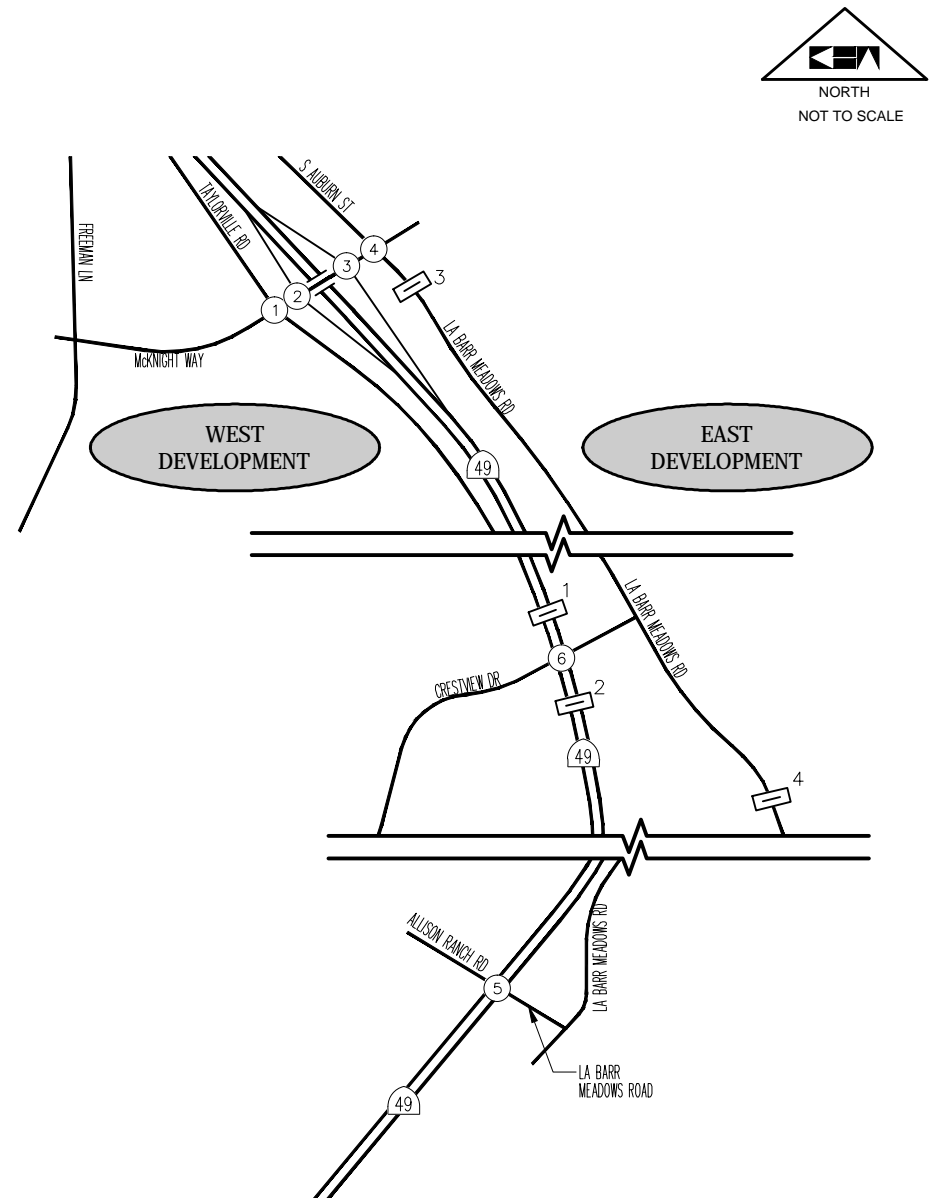 NORTH
NOT TO SCALE
S AUBURN ST
TAYLORVILLE RD
FREEMAN LN
4
3
3
2
1
McKNIGHT WAY
LA BARR MEADOWS RD
WEST
DEVELOPMENT
EAST
DEVELOPMENT
49
1
LA BARR MEADOWS RD
6
CRESTVIEW DR
2
49
4
ALLISON RANCH RD
LA BARR MEADOWS RD
5
LA BARR
MEADOWS ROAD
49